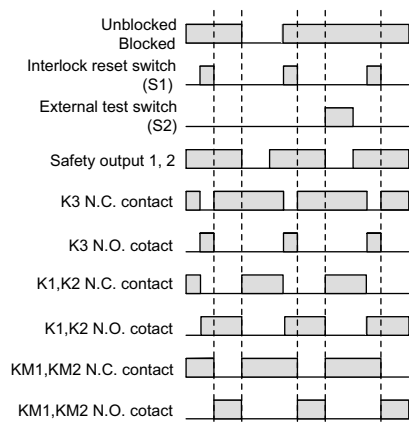 Unblocked
Blocked
Interlock reset switch
(S1)
External test switch
(S2)
Safety output 1, 2
K3 N.C. contact
K3 N.O. cotact
K1,K2 N.C. contact
K1,K2 N.O. cotact
KM1,KM2 N.C. contact
KM1,KM2 N.O. cotact